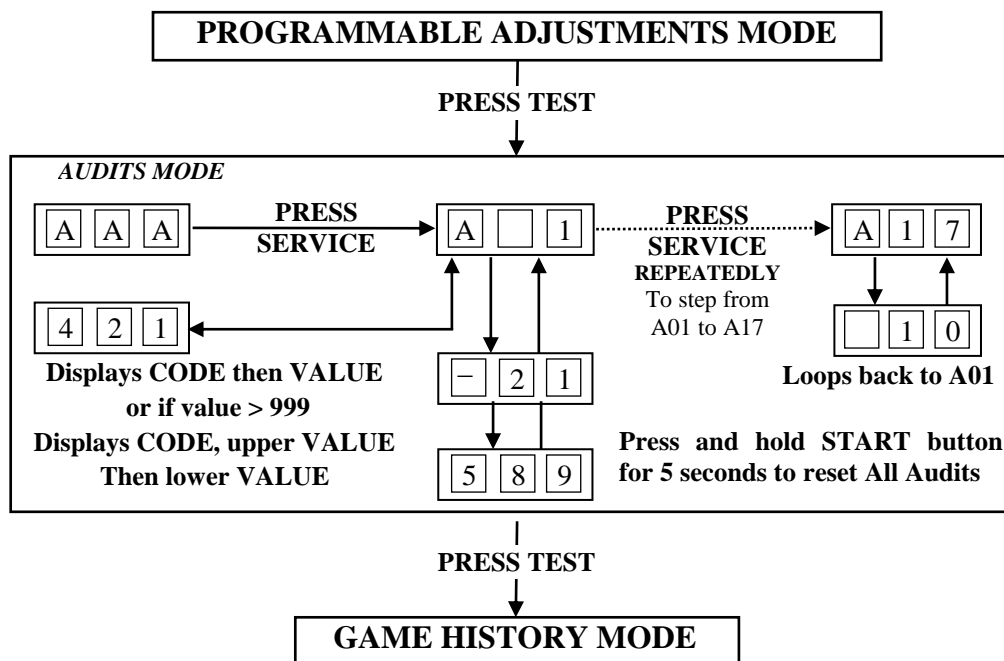 PROGRAMMABLE ADJUSTMENTS MODE
PRESS TEST
AUDITS MODE
A A A
PRESS
SERVICE
A 1
PRESS
SERVICE
REPEATEDLY
To step from
A01 to A17
A 1 7
4 2 1
1 0
Displays CODE then VALUE
or if value > 999
Displays CODE, upper VALUE
Then lower VALUE
– 2 1
5 8 9
Loops back to A01
Press and hold START button
for 5 seconds to reset All Audits
PRESS TEST
GAME HISTORY MODE